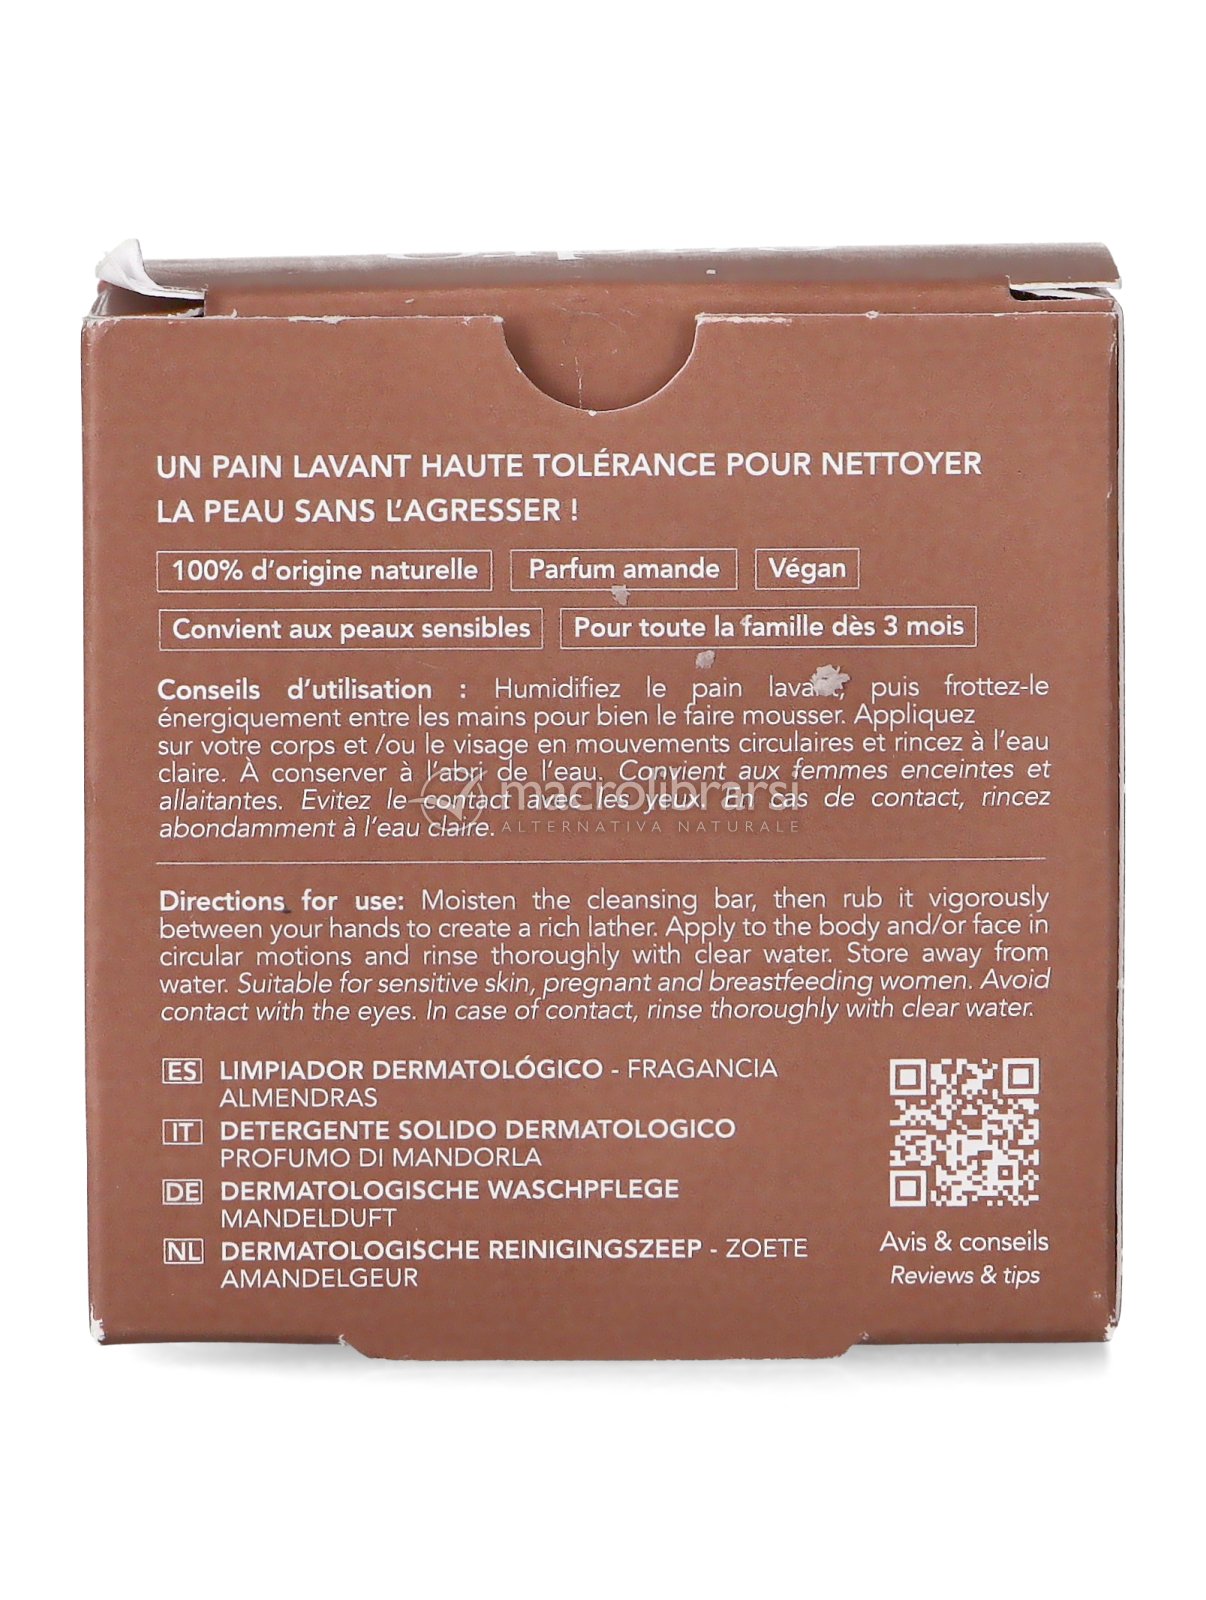 UN PAIN LAVANT HAUTE TOLÉRANCE POUR NETTOYER
LA PEAU SANS L'AGRESSER !
100% d'origine naturelle
Parfum amande
Végan
Convient aux peaux sensibles
Pour toute la famille dès 3 mois
Conseils d'utilisation : Humidifiez le pain lavant, puis frottez-le
énergiquement entre les mains pour bien le faire mousser. Appliquez
sur votre corps et /ou le visage en mouvements circulaires et rincez à l'eau
claire. À conserver à l'abri de l'eau. Convient aux femmes enceintes et
allaitantes. Evitez le contact avec les yeux. En cas de contact, rincez
abondamment à l'eau claire.
macrolibrarsi
ALTERNATIVA NATURALE
Directions for use: Moisten the cleansing bar, then rub it vigorously
between your hands to create a rich lather. Apply to the body and/or face in
circular motions and rinse thoroughly with clear water. Store away from
water. Suitable for sensitive skin, pregnant and breastfeeding women. Avoid
contact with the eyes. In case of contact, rinse thoroughly with clear water.
ES LIMPIADOR DERMATOLÓGICO - FRAGANCIA
ALMENDRAS
IT DETERGENTE SOLIDO DERMATOLOGICO
PROFUMO DI MANDORLA
DE DERMATOLOGISCHE WASCHPFLEGE
MANDELDUFT
NL DERMATOLOGISCHE REINIGINGSZEEP - ZOETE
AMANDELGEUR
Avis & conseils
Reviews & tips